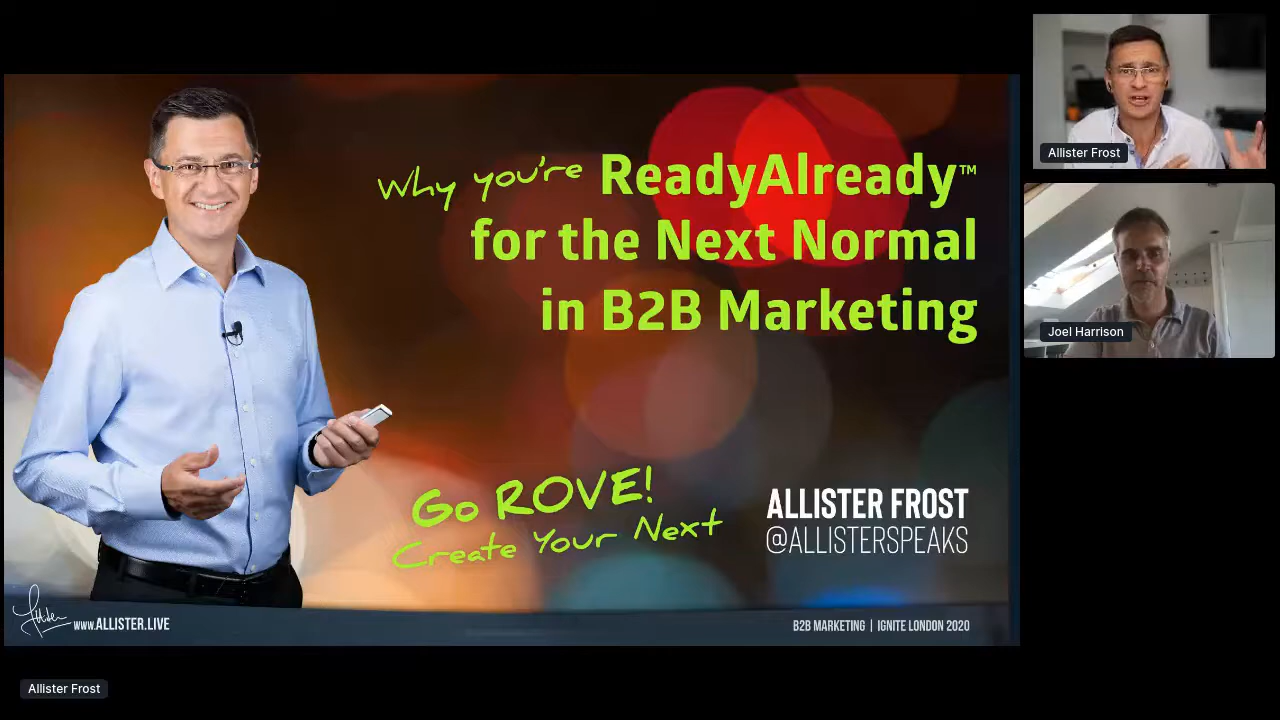 Why you're ReadyAlready™
for the Next Normal
in B2B Marketing
Go ROVE!
Create Your Next
ALLISTER FROST
@ALLISTERSPEAKS
Allister
www.ALLISTER.LIVE
B2B MARKETING | IGNITE LONDON 2020
Allister Frost
Allister Frost
Joel Harrison